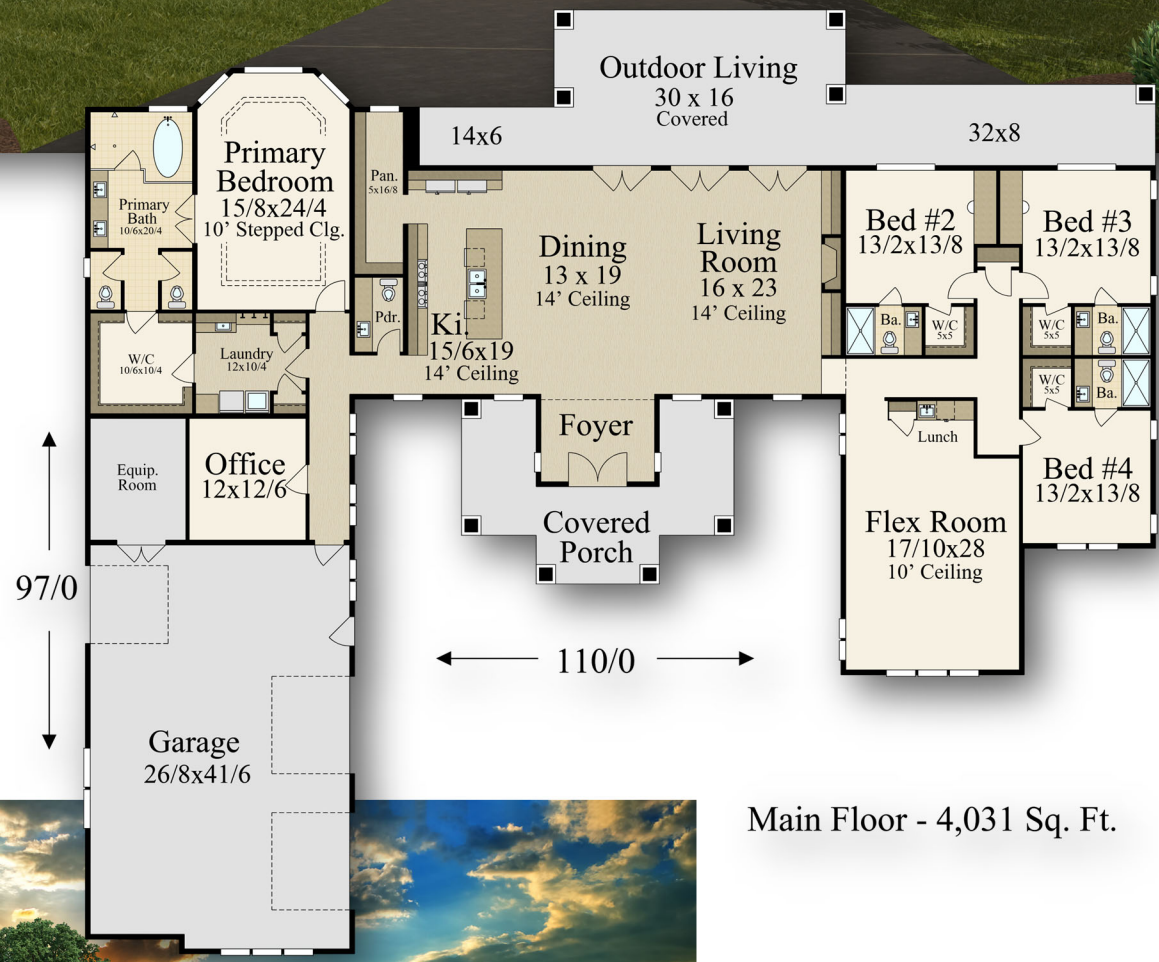 Outdoor Living
30 x 16
Covered
14x6
32x8
Primary
Bedroom
15/8x24/4
10' Stepped Clg.
Pan.
5x16/8
Primary
Bath
10/6x20/4
Dining
13 x 19
14' Ceiling
Living
Room
16 x 23
14' Ceiling
Bed #2
13/2x13/8
Bed #3
13/2x13/8
Pdr.
Ki.
15/6x19
14' Ceiling
Ba.
W/C
5x5
W/C
5x5
Ba.
W/C
10/6x10/4
Laundry
12x10/4
W/C
5x5
Ba.
Foyer
Lunch
Equip.
Room
Office
12x12/6
Bed #4
13/2x13/8
Covered
Porch
Flex Room
17/10x28
10' Ceiling
97/0
110/0
Garage
26/8x41/6
Main Floor - 4,031 Sq. Ft.